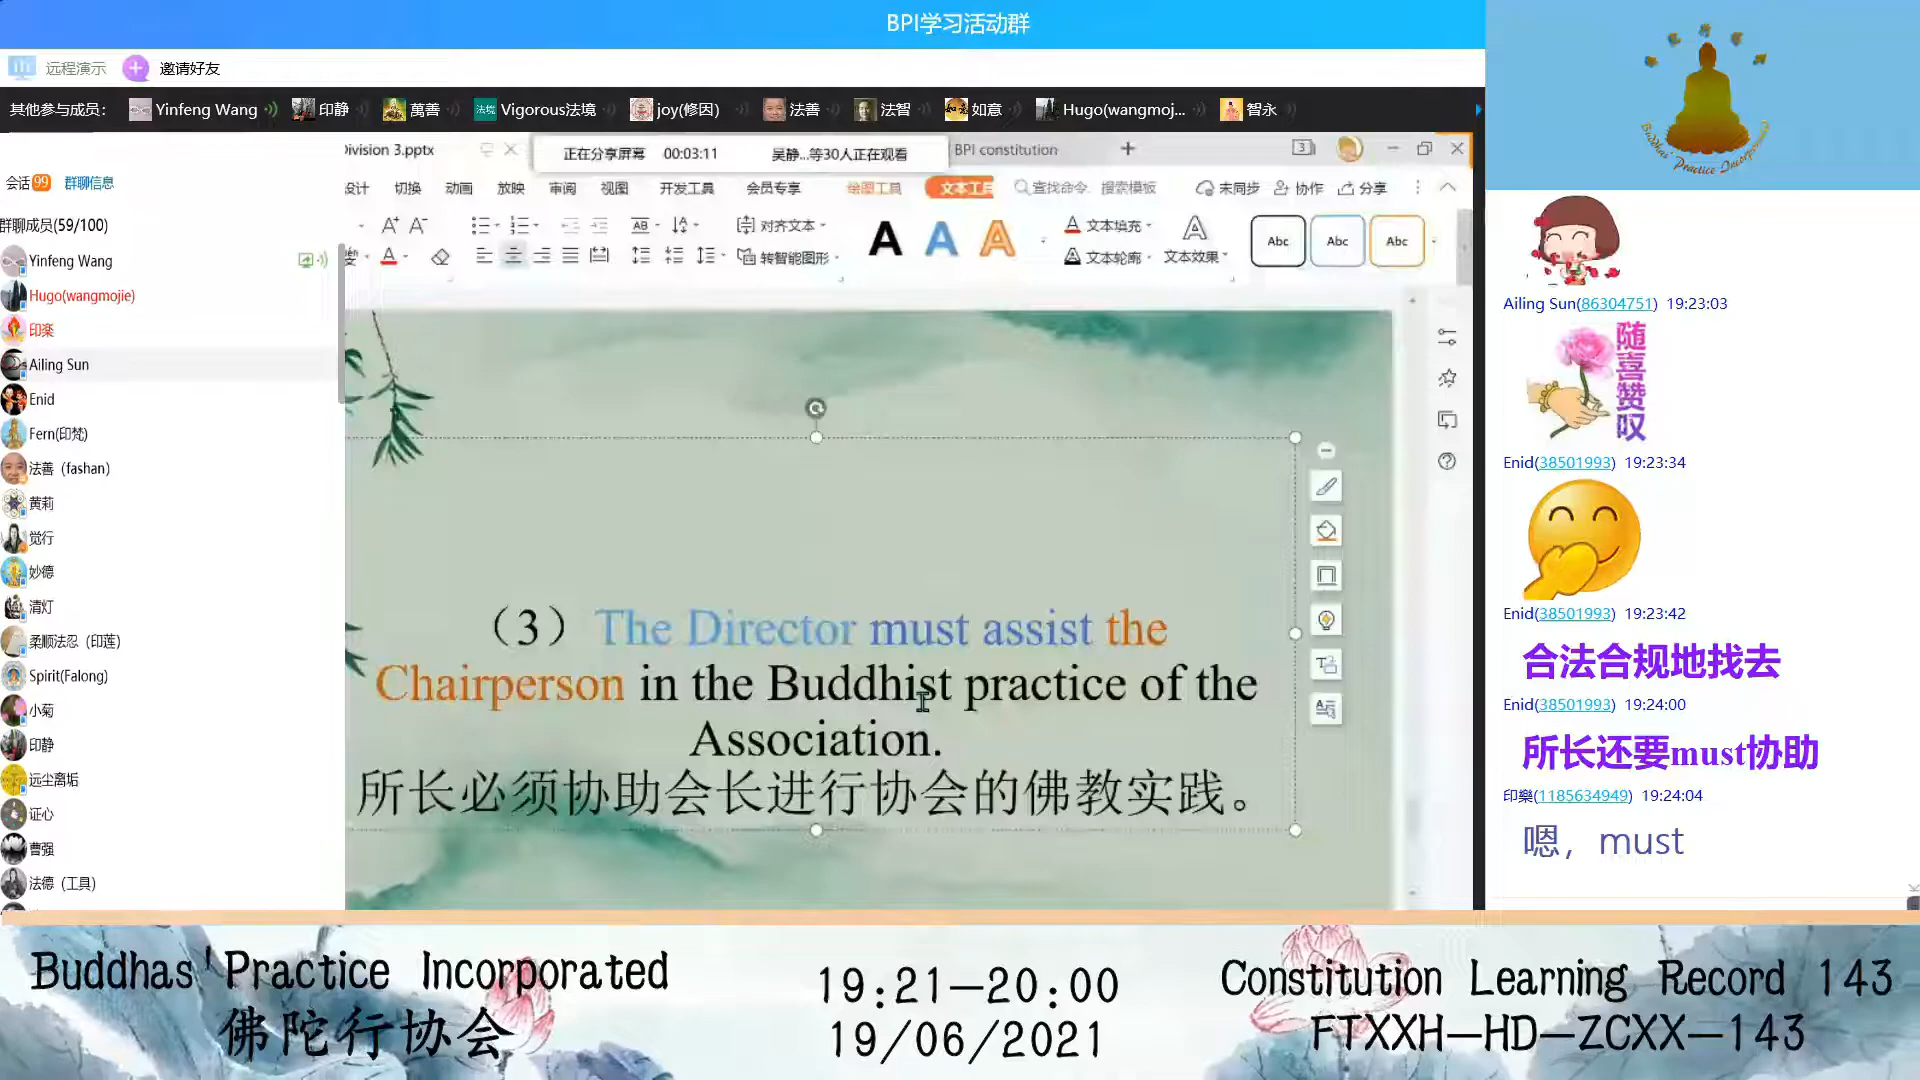 BPI学习活动群
远程演示 邀请好友
其他参与成员： Yinfeng Wang 印静 萬善 法境 Vigorous法境 joy(修因) 法善 法智 如意 Hugo(wangmoj... 智永
Division 3.pptx 正在分享屏幕 00:03:11 吴静...等30人正在观看 BPI constitution
会话 99 群聊信息
设计 切换 动画 放映 审阅 视图 开发工具 会员专享 绘图工具 文本工具 查找命令、搜索模板 未同步 协作 分享
群聊成员(59/100)
对齐文本 文本填充 Abc Abc Abc
转智能图形 文本轮廓 文本效果
Yinfeng Wang
Hugo(wangmojie)
印楽
Ailing Sun
Enid
Fern(印梵)
法善（fashan）
黄莉
觉行
妙德
清灯
柔顺法忍（印莲）
Spirit(Falong)
小菊
印静
远尘离垢
证心
曹强
法德（工具）
（3）The Director must assist the
Chairperson in the Buddhist practice of the
Association.
所长必须协助会长进行协会的佛教实践。
Buddhas' Practice Incorporated
Ailing Sun(86304751) 19:23:03
随喜赞叹
Enid(38501993) 19:23:34
Enid(38501993) 19:23:42
合法合规地找去
Enid(38501993) 19:24:00
所长还要must协助
印樂(1185634949) 19:24:04
嗯，must
Buddhas' Practice Incorporated
佛陀行协会
19:21—20:00
19/06/2021
Constitution Learning Record 143
FTXXH—HD—ZCXX—143